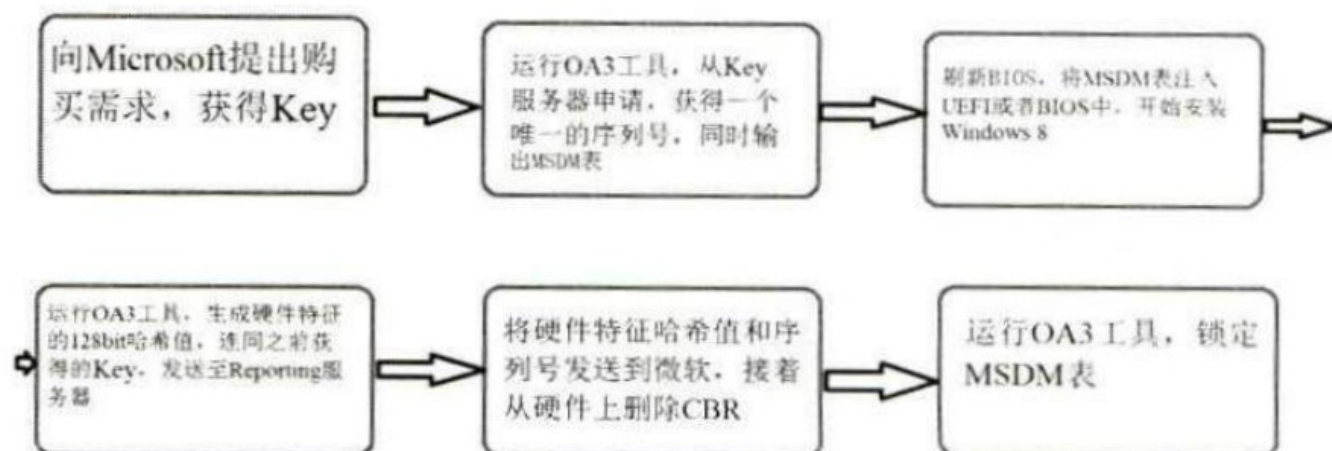 向Microsoft提出购
买需求，获得Key
运行OA3工具，从Key
服务器申请，获得一个
唯一的序列号，同时输
出MSDM表
刷新BIOS，将MSDM表注入
UEFI或者BIOS中，开始安装
Windows 8
运行OA3工具，生成硬件特征
的128bit哈希值，连同之前获
得的Key，发送至Reporting服
务器
将硬件特征哈希值和序
列号发送到微软，接着
从硬件上删除CBR
运行OA3工具，锁定
MSDM表